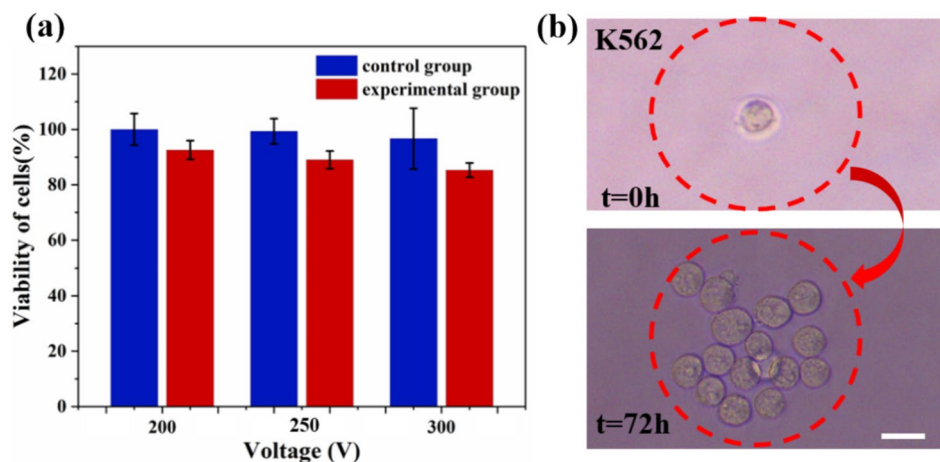 (a)
Viability of cells(%)
120
100
80
60
40
20
0
control group
experimental group
200
250
300
Voltage (V)
(b)
K562
t=0h
t=72h